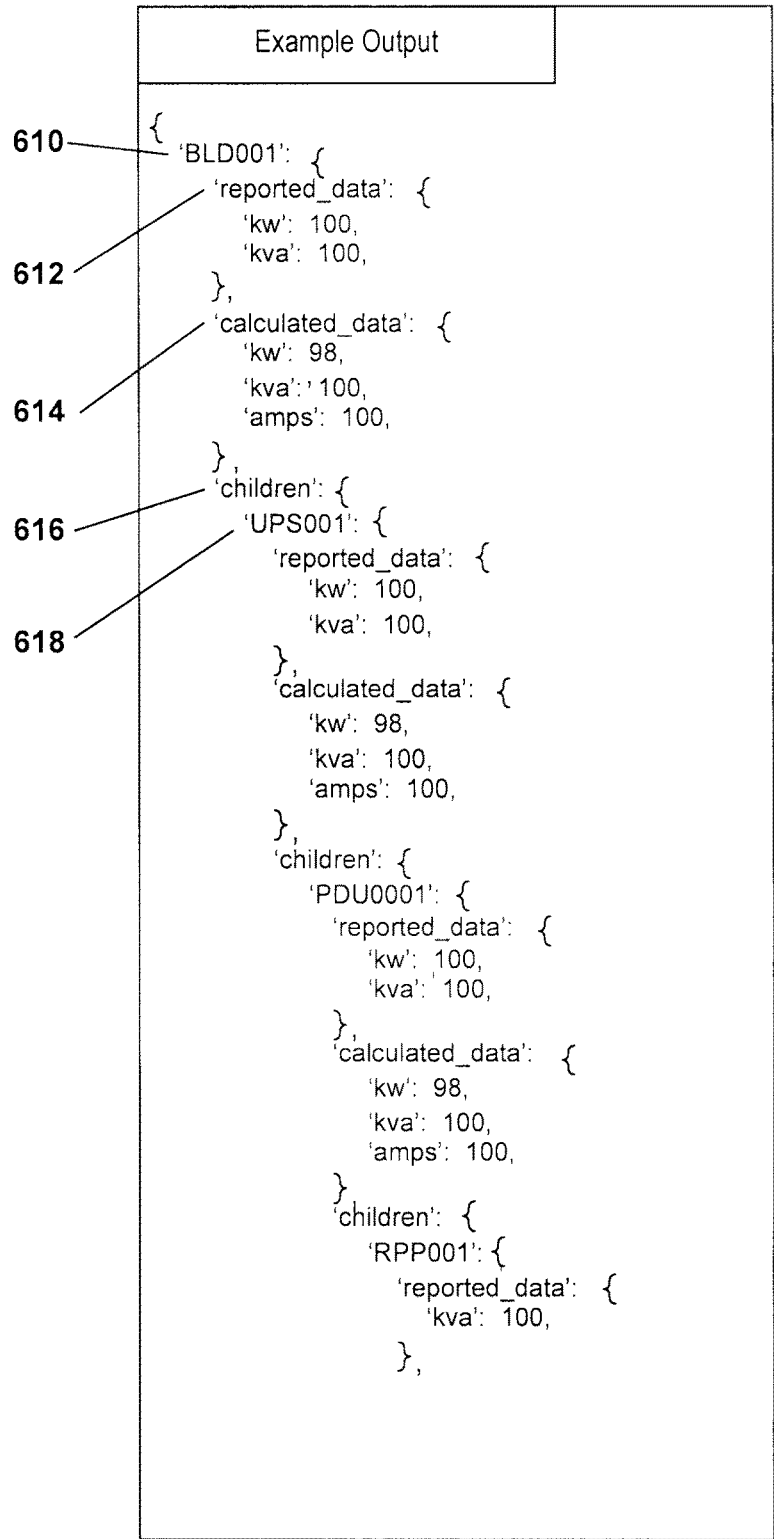 Example Output
{
610
'BLD001': {
612
'reported_data': {
'kw': 100,
'kva': 100,
},
614
'calculated_data': {
'kw': 98,
'kva': 100,
'amps': 100,
},
616
'children': {
618
'UPS001': {
'reported_data': {
'kw': 100,
'kva': 100,
},
'calculated_data': {
'kw': 98,
'kva': 100,
'amps': 100,
},
'children': {
'PDU0001': {
'reported_data': {
'kw': 100,
'kva': 100,
},
'calculated_data': {
'kw': 98,
'kva': 100,
'amps': 100,
}
'children': {
'RPP001': {
'reported_data': {
'kva': 100,
},